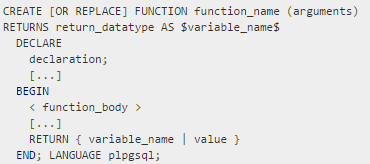 CREATE [OR REPLACE] FUNCTION function_name (arguments)
RETURNS return_datatype AS $variable_name$
DECLARE
declaration;
[...]
BEGIN
< function_body >
[...]
RETURN { variable_name | value }
END; LANGUAGE plpgsql;